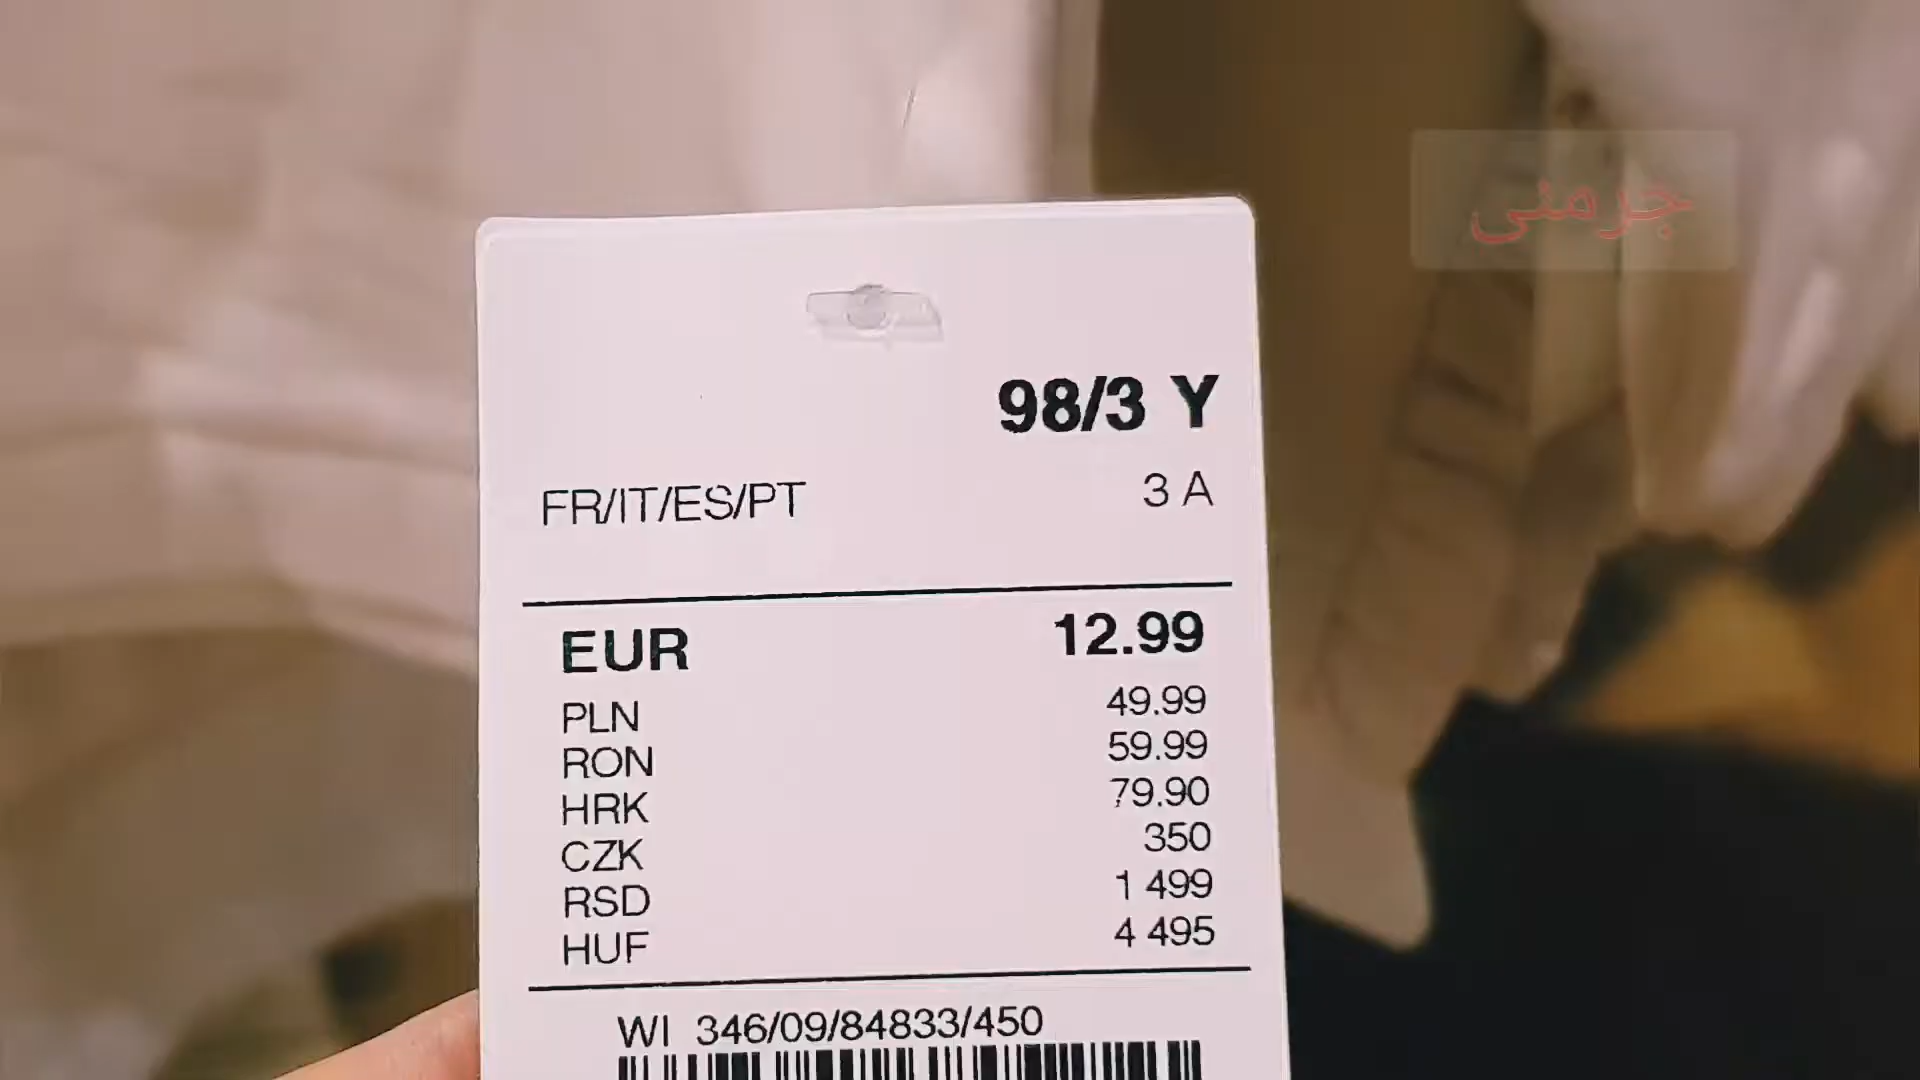 جرمنی
98/3 Y
FR/IT/ES/PT 3 A
EUR 12.99
PLN 49.99
RON 59.99
HRK 79.90
CZK 350
RSD 1 499
HUF 4 495
WI 346/09/84833/450